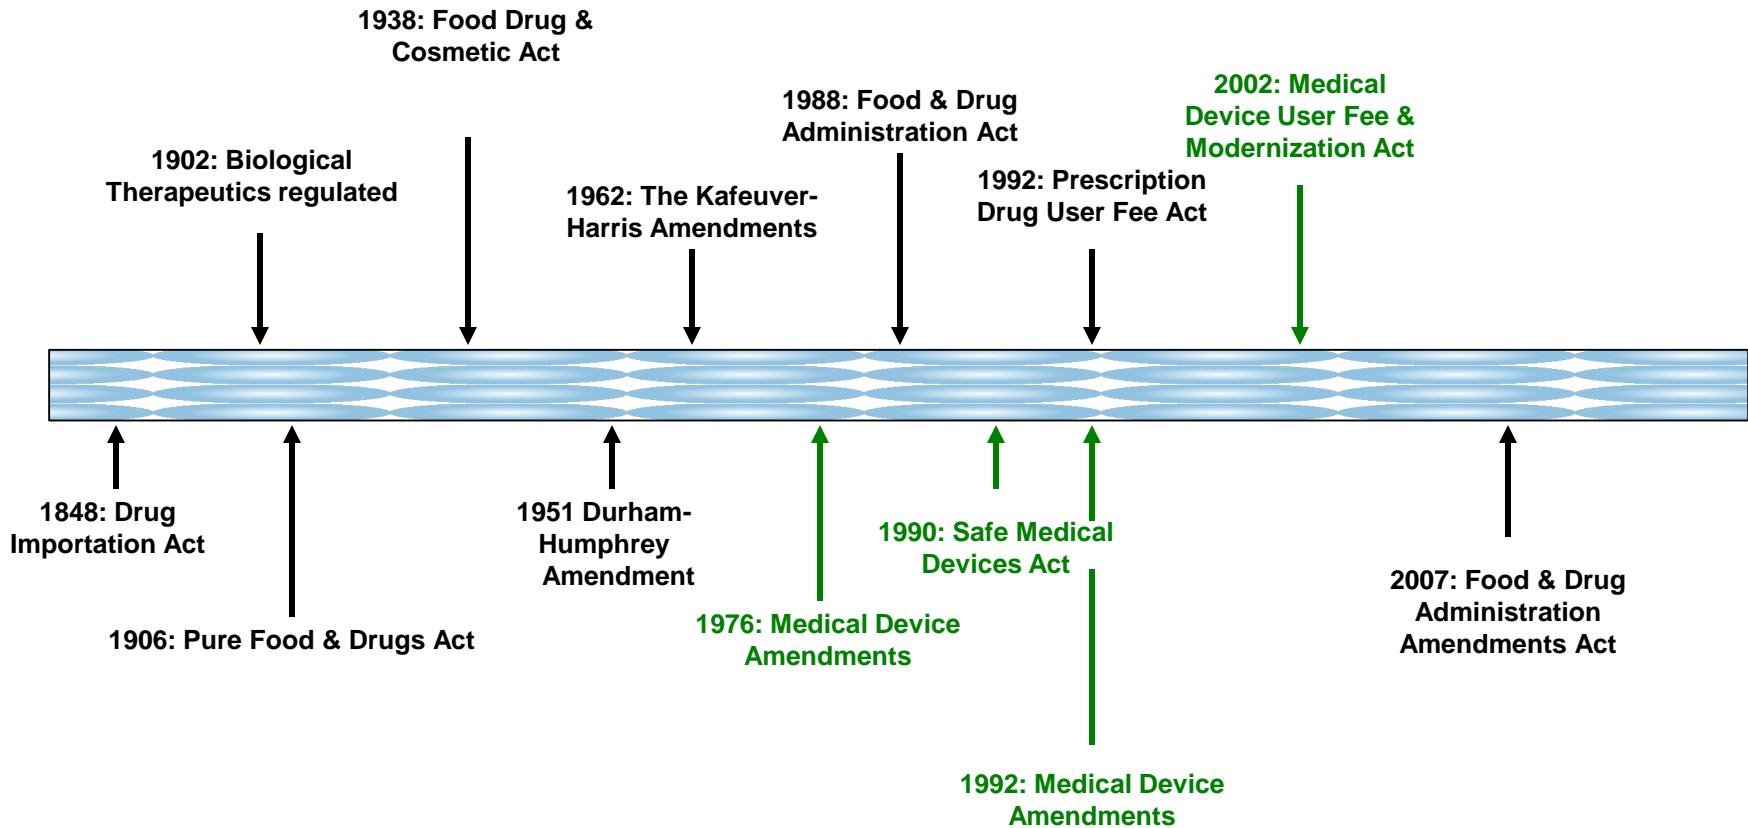 1938: Food Drug &
Cosmetic Act
2002: Medical
Device User Fee &
Modernization Act
1988: Food & Drug
Administration Act
1902: Biological
Therapeutics regulated
1962: The Kafeuver-
Harris Amendments
1992: Prescription
Drug User Fee Act
1848: Drug
Importation Act
1906: Pure Food & Drugs Act
1951 Durham-
Humphrey
Amendment
1976: Medical Device
Amendments
1990: Safe Medical
Devices Act
1992: Medical Device
Amendments
2007: Food & Drug
Administration
Amendments Act